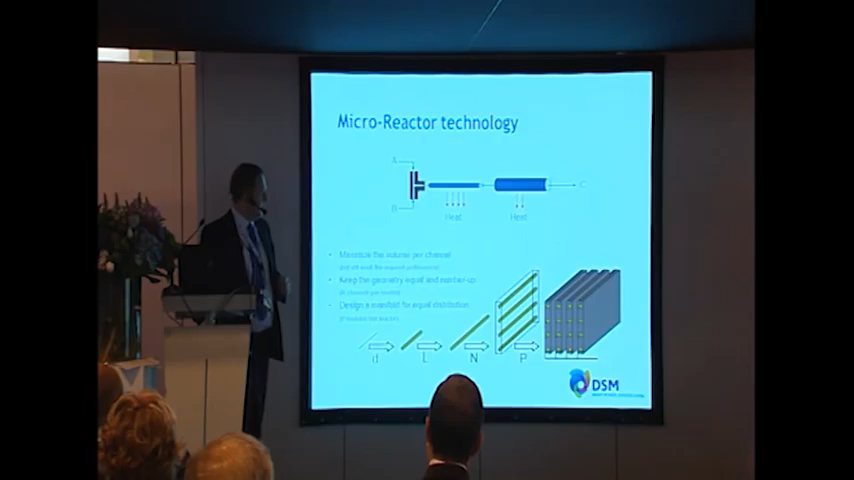 Micro-Reactor technology
A
B
C
Heat
Heat
• Minimize the volume per channel
• Keep the geometry equal and number-up
• Design a manifold for equal distribution
d
L
N
P
DSM